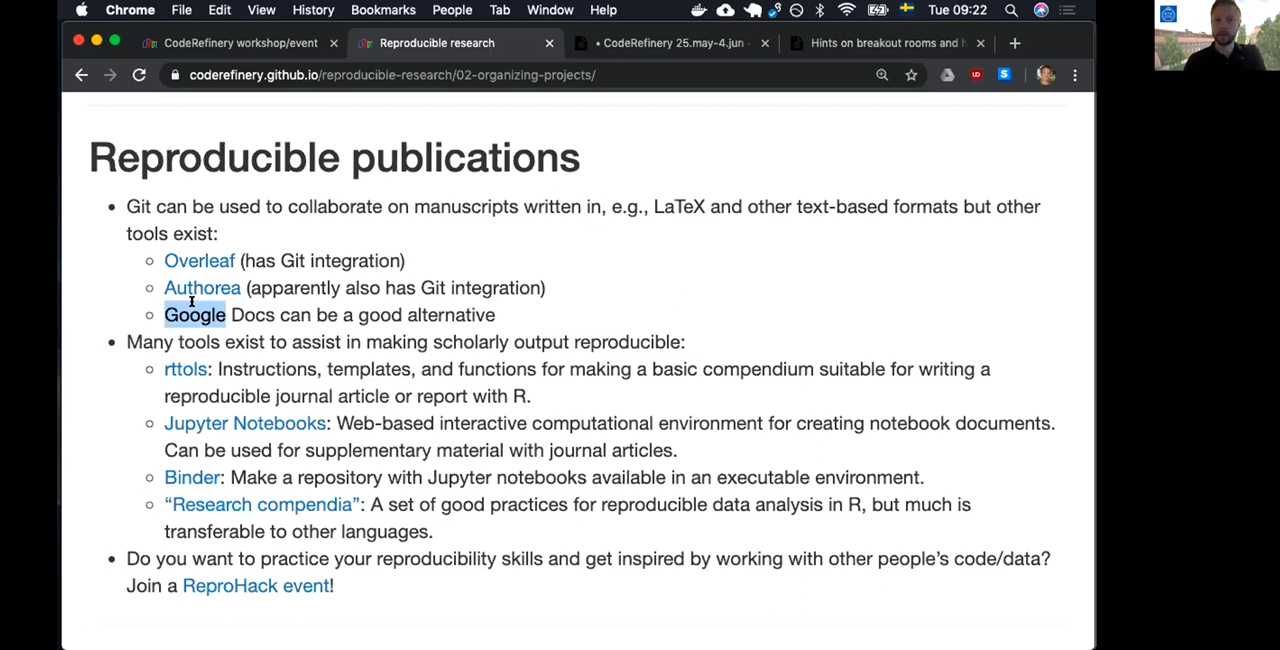 Chrome File Edit View History Bookmarks People Tab Window Help Tue 09:22
CodeRefinery workshop/event Reproducible research • CodeRefinery 25.may-4.jun Hints on breakout rooms and
coderefinery.github.io/reproducible-research/02-organizing-projects/
Reproducible publications
• Git can be used to collaborate on manuscripts written in, e.g., LaTeX and other text-based formats but other
tools exist:
Overleaf (has Git integration)
Authorea (apparently also has Git integration)
Google Docs can be a good alternative
• Many tools exist to assist in making scholarly output reproducible:
rttols: Instructions, templates, and functions for making a basic compendium suitable for writing a
reproducible journal article or report with R.
Jupyter Notebooks: Web-based interactive computational environment for creating notebook documents.
Can be used for supplementary material with journal articles.
Binder: Make a repository with Jupyter notebooks available in an executable environment.
“Research compendia”: A set of good practices for reproducible data analysis in R, but much is
transferable to other languages.
• Do you want to practice your reproducibility skills and get inspired by working with other people’s code/data?
Join a ReproHack event!